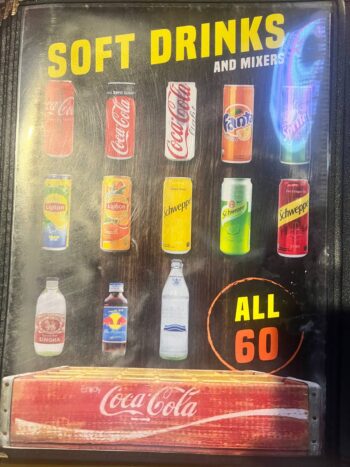 SOFT DRINKS
AND MIXERS
Coca-Cola
Coca-Cola
Coca-Cola
Fanta
Lipton
Lipton
Schweppes
Schweppes
Schweppes
SINGHA
ALL
60
enjoy
Coca-Cola